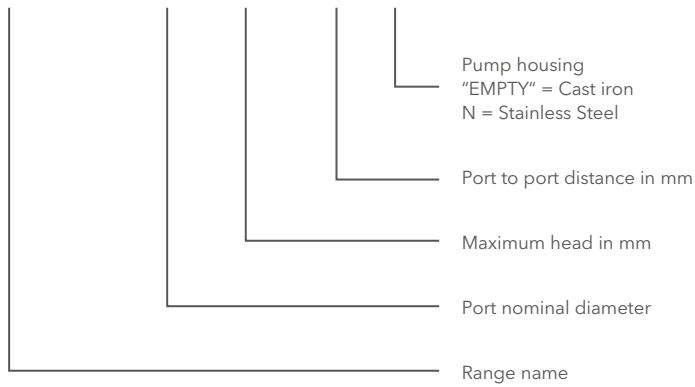 Pump housing
“EMPTY“ = Cast iron
N = Stainless Steel
Port to port distance in mm
Maximum head in mm
Port nominal diameter
Range name